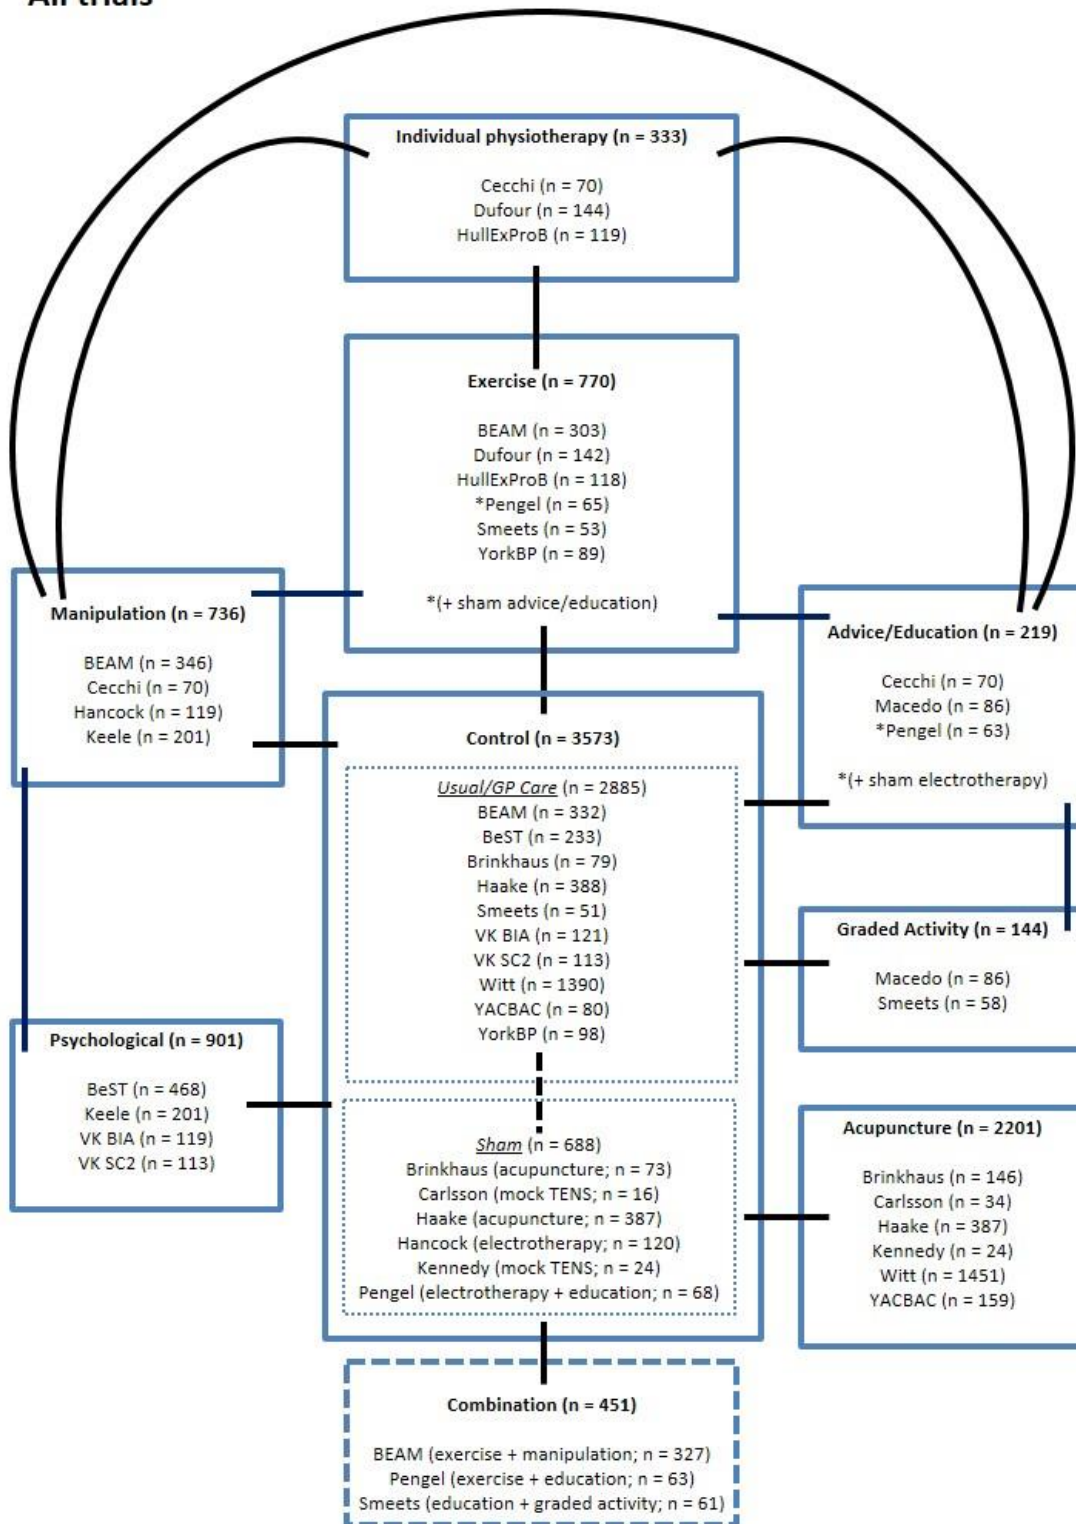 All trials
Individual physiotherapy (n = 333)
Cecchi (n = 70)
Dufour (n = 144)
HullExProB (n = 119)
Exercise (n = 770)
BEAM (n = 303)
Dufour (n = 142)
HullExProB (n = 118)
*Pengel (n = 65)
Smeets (n = 53)
YorkBP (n = 89)
*(+ sham advice/education)
Manipulation (n = 736)
BEAM (n = 346)
Cecchi (n = 70)
Hancock (n = 119)
Keele (n = 201)
Advice/Education (n = 219)
Cecchi (n = 70)
Macedo (n = 86)
*Pengel (n = 63)
*(+ sham electrotherapy)
Control (n = 3573)
Usual/GP Care (n = 2885)
BEAM (n = 332)
BeST (n = 233)
Brinkhaus (n = 79)
Haake (n = 388)
Smeets (n = 51)
VK BIA (n = 121)
VK SC2 (n = 113)
Witt (n = 1390)
YACBAC (n = 80)
YorkBP (n = 98)
Graded Activity (n = 144)
Macedo (n = 86)
Smeets (n = 58)
Psychological (n = 901)
BeST (n = 468)
Keele (n = 201)
VK BIA (n = 119)
VK SC2 (n = 113)
Sham (n = 688)
Brinkhaus (acupuncture; n = 73)
Carlsson (mock TENS; n = 16)
Haake (acupuncture; n = 387)
Hancock (electrotherapy; n = 120)
Kennedy (mock TENS; n = 24)
Pengel (electrotherapy + education; n = 68)
Acupuncture (n = 2201)
Brinkhaus (n = 146)
Carlsson (n = 34)
Haake (n = 387)
Kennedy (n = 24)
Witt (n = 1451)
YACBAC (n = 159)
Combination (n = 451)
BEAM (exercise + manipulation; n = 327)
Pengel (exercise + education; n = 63)
Smeets (education + graded activity; n = 61)